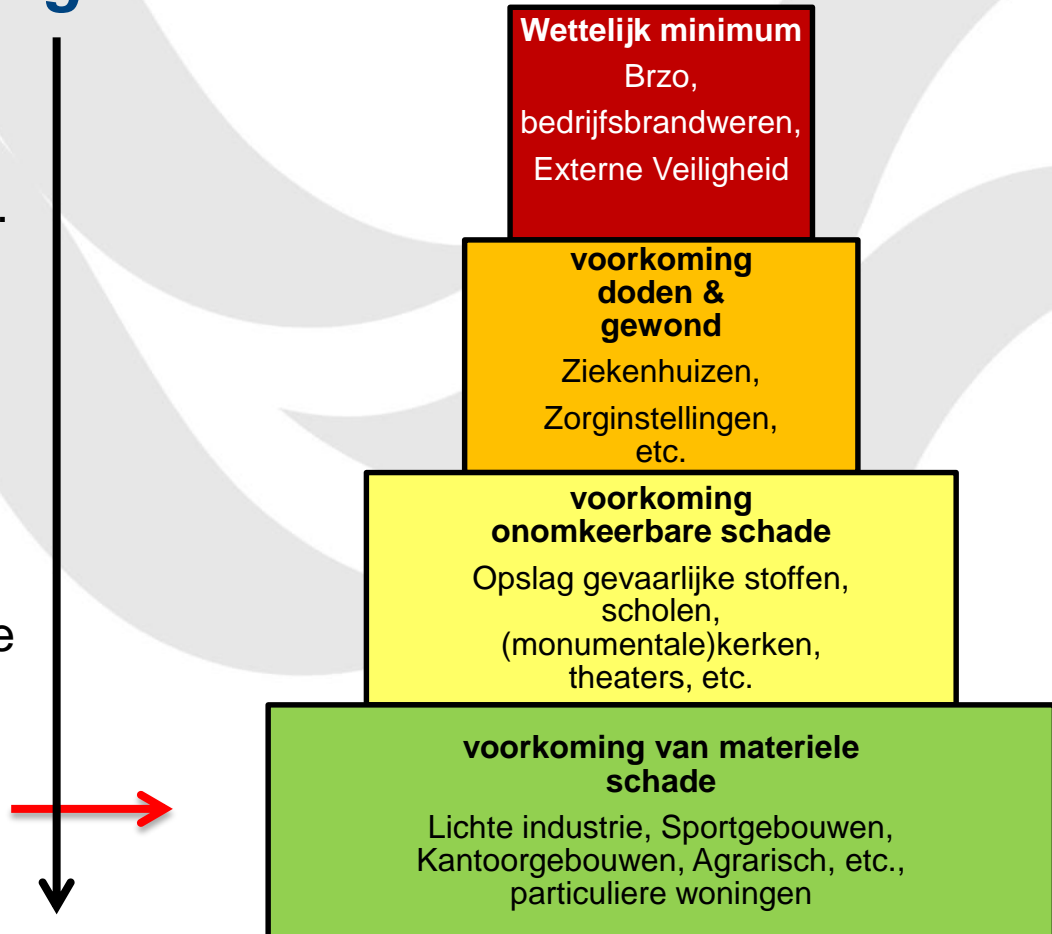 g
Wettelijk minimum
Brzo,
bedrijfsbrandweren,
Externe Veiligheid
voorkoming
doden &
gewond
Ziekenhuizen,
Zorginstellingen,
etc.
voorkoming
onomkeerbare schade
Opslag gevaarlijke stoffen,
scholen,
(monumentale)kerken,
theaters, etc.
e
voorkoming van materiele
schade
Lichte industrie, Sportgebouwen,
Kantoorgebouwen, Agrarisch, etc.,
particuliere woningen